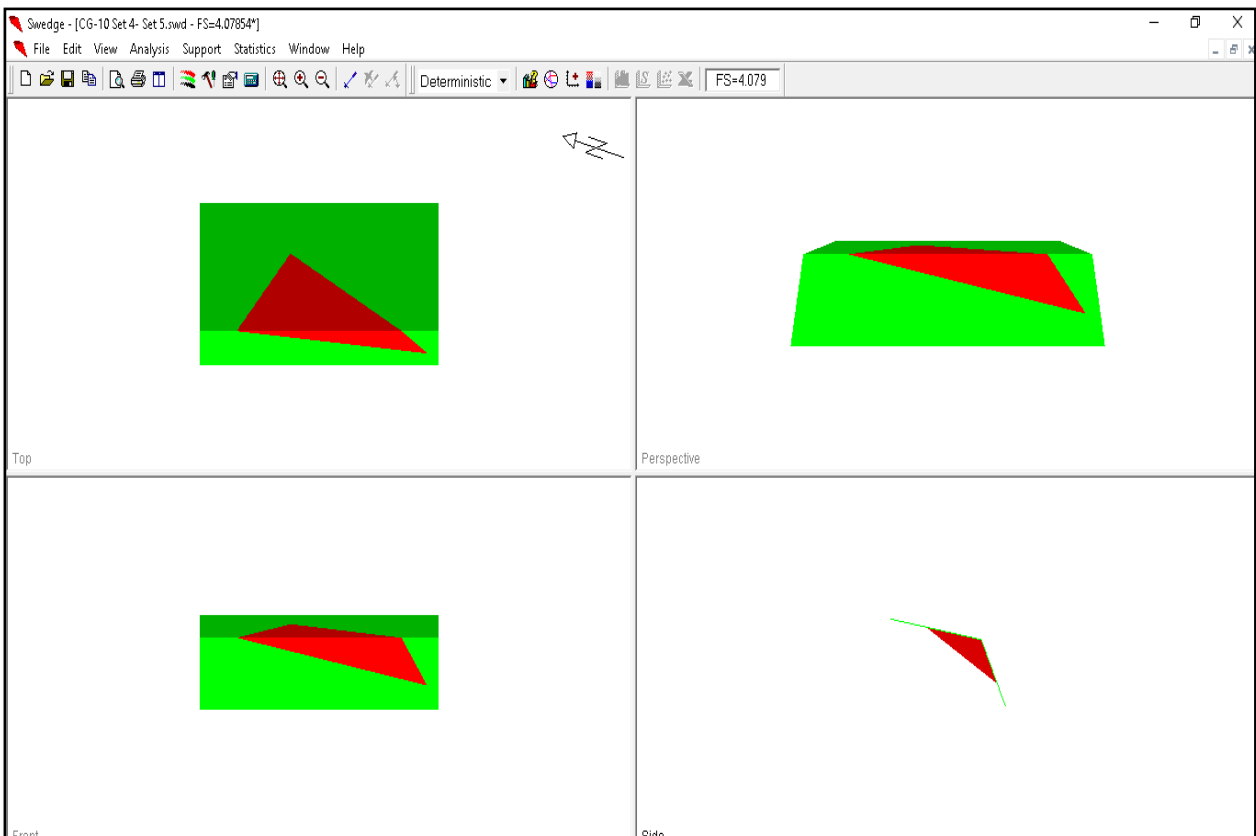 Swedge - [CG-10 Set 4- Set 5.swd - FS=4.07854*]
File Edit View Analysis Support Statistics Window Help
Deterministic FS=4.079
Top
Perspective
Front
Side